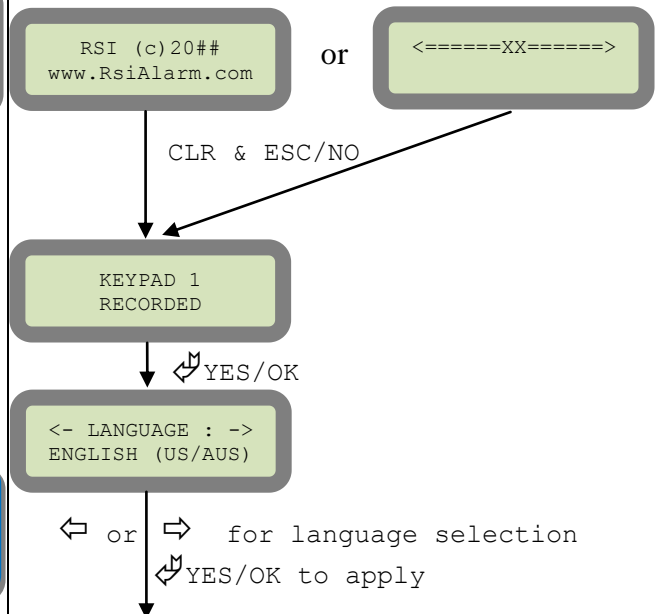 RSI (c)20##
www.RsiAlarm.com
or
<======XX======>
CLR & ESC/NO
KEYPAD 1
RECORDED
YES/OK
<- LANGUAGE : ->
ENGLISH (US/AUS)
⇦ or ⇨ for language selection
YES/OK to apply